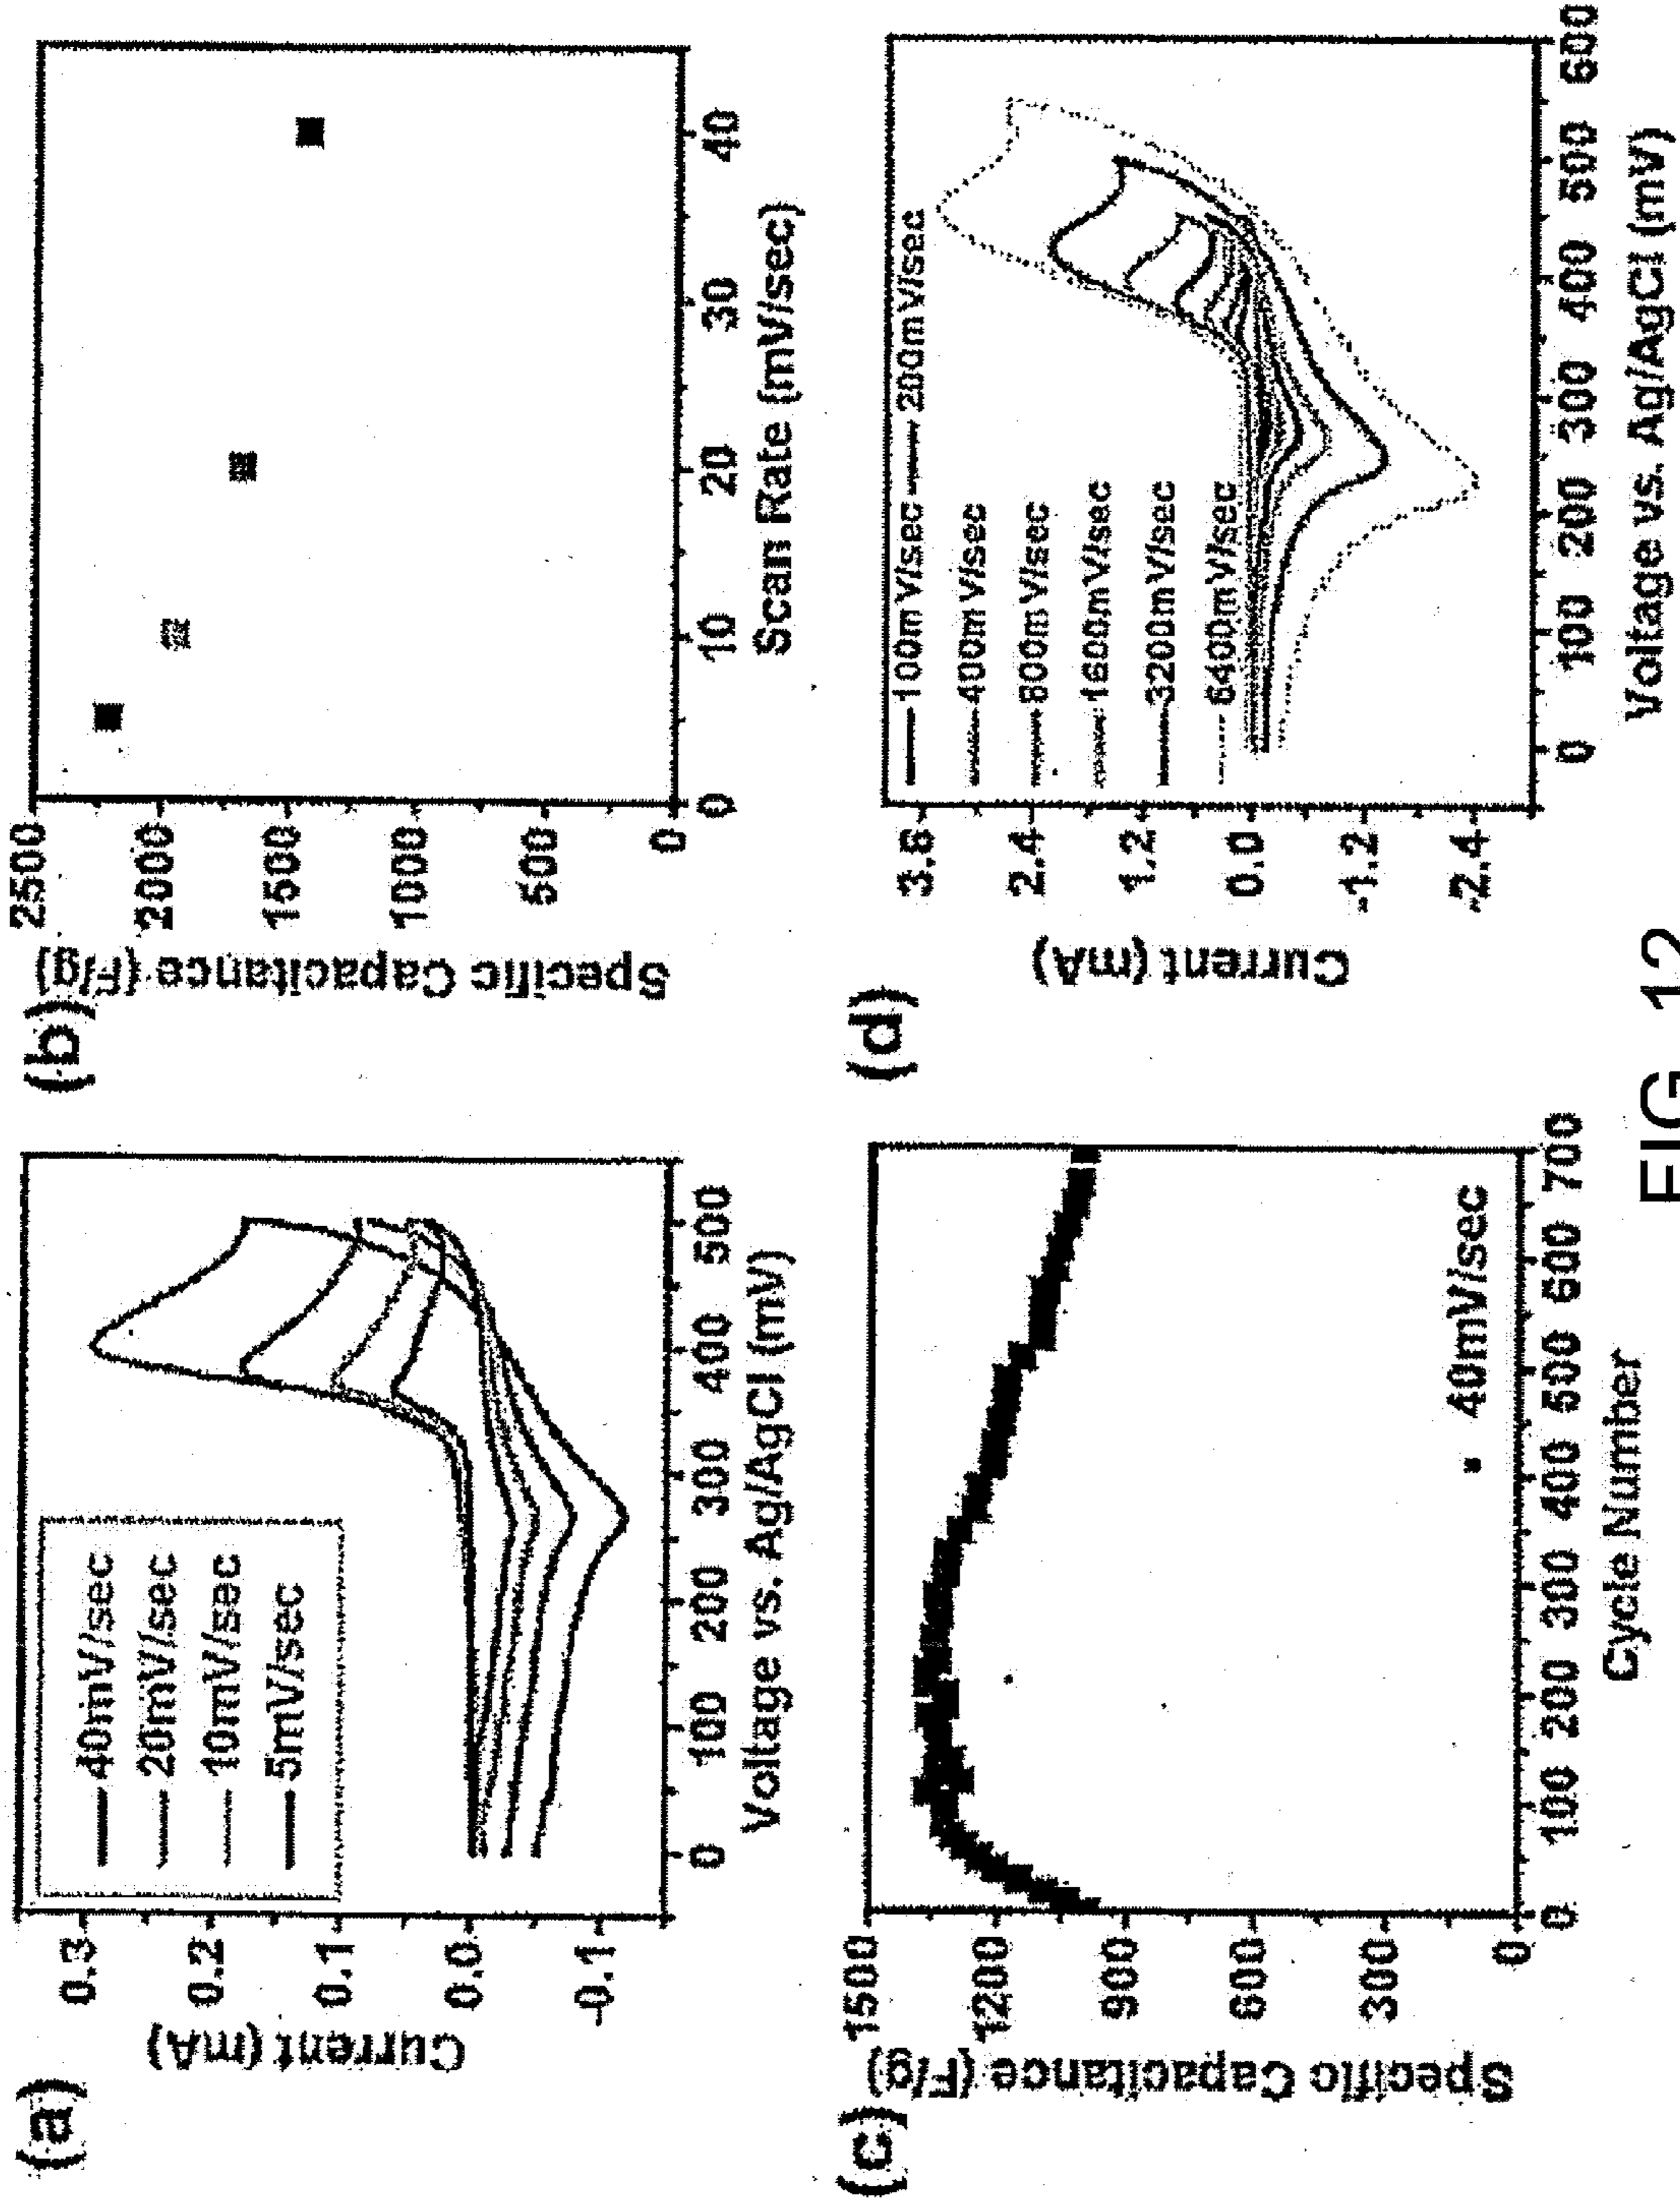 (a)
Current (mA)
0.3
0.2
0.1
0.0
-0.1
40mV/sec
20mV/sec
10mV/sec
5mV/sec
0 100 200 300 400 500
Voltage vs. Ag/AgCl (mV)
(b)
Specific Capacitance (F/g)
2500
2000
1500
1000
500
0
0 10 20 30 40
Scan Rate (mV/sec)
(c)
Specific Capacitance (F/g)
1500
1200
900
600
300
0
40mV/sec
0 100 200 300 400 500 600 700
Cycle Number
(d)
Current (mA)
3.6
2.4
1.2
0.0
-1.2
-2.4
100mV/sec 200mV/sec
400mV/sec
800mV/sec
1600mV/sec
3200mV/sec
6400mV/sec
0 100 200 300 400 500 600
Voltage vs. Ag/AgCl (mV)
FIG. 12